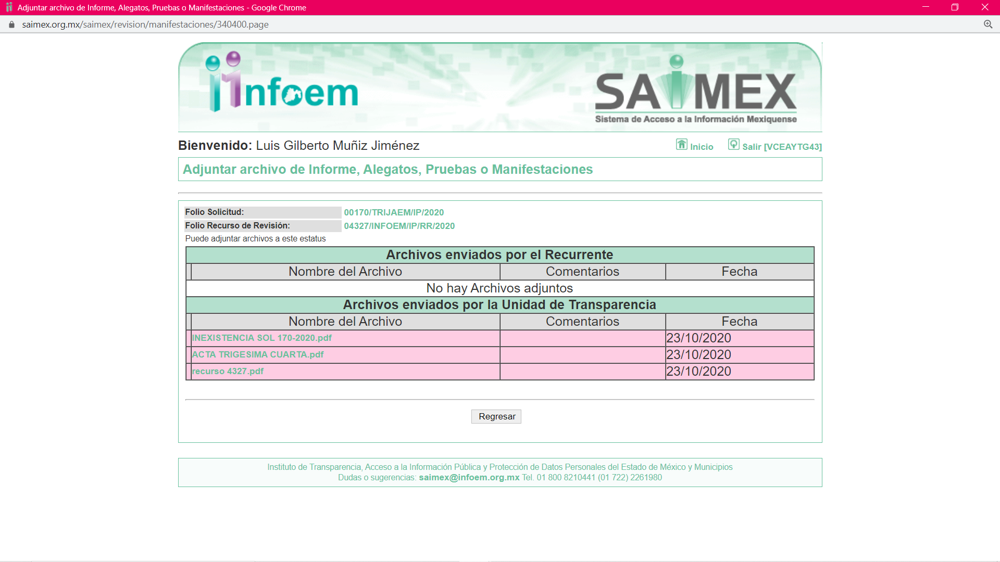 Adjuntar archivo de Informe, Alegatos, Pruebas o Manifestaciones - Google Chrome
saimex.org.mx/saimex/revision/manifestaciones/340400.page
infoem
SAIMEX
Sistema de Acceso a la Información Mexiquense
Bienvenido: Luis Gilberto Muñiz Jiménez
Inicio Salir [VCEAYTG43]
Adjuntar archivo de Informe, Alegatos, Pruebas o Manifestaciones
Folio Solicitud: 00170/TRIJAEM/IP/2020
Folio Recurso de Revisión: 04327/INFOEM/IP/RR/2020
Puede adjuntar archivos a este estatus
Archivos enviados por el Recurrente
Nombre del Archivo Comentarios Fecha
No hay Archivos adjuntos
Archivos enviados por la Unidad de Transparencia
Nombre del Archivo Comentarios Fecha
INEXISTENCIA SOL 170-2020.pdf 23/10/2020
ACTA TRIGESIMA CUARTA.pdf 23/10/2020
recurso 4327.pdf 23/10/2020
Regresar
Instituto de Transparencia, Acceso a la Información Pública y Protección de Datos Personales del Estado de México y Municipios
Dudas o sugerencias: saimex@infoem.org.mx Tel. 01 800 8210441 (01 722) 2261980